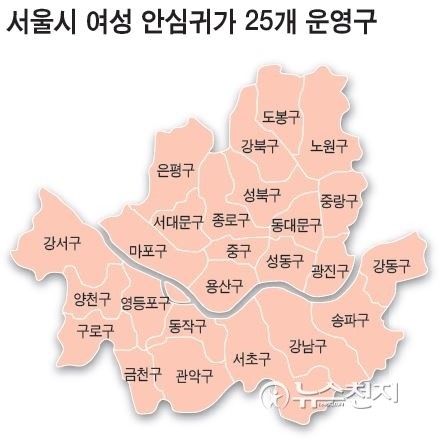 서울시 여성 안심귀가 25개 운영구
도봉구
강북구
노원구
은평구
성북구
중랑구
서대문구
종로구
동대문구
강서구
마포구
중구
성동구
광진구
강동구
용산구
양천구
영등포구
송파구
구로구
동작구
강남구
서초구
금천구
관악구
뉴스천지